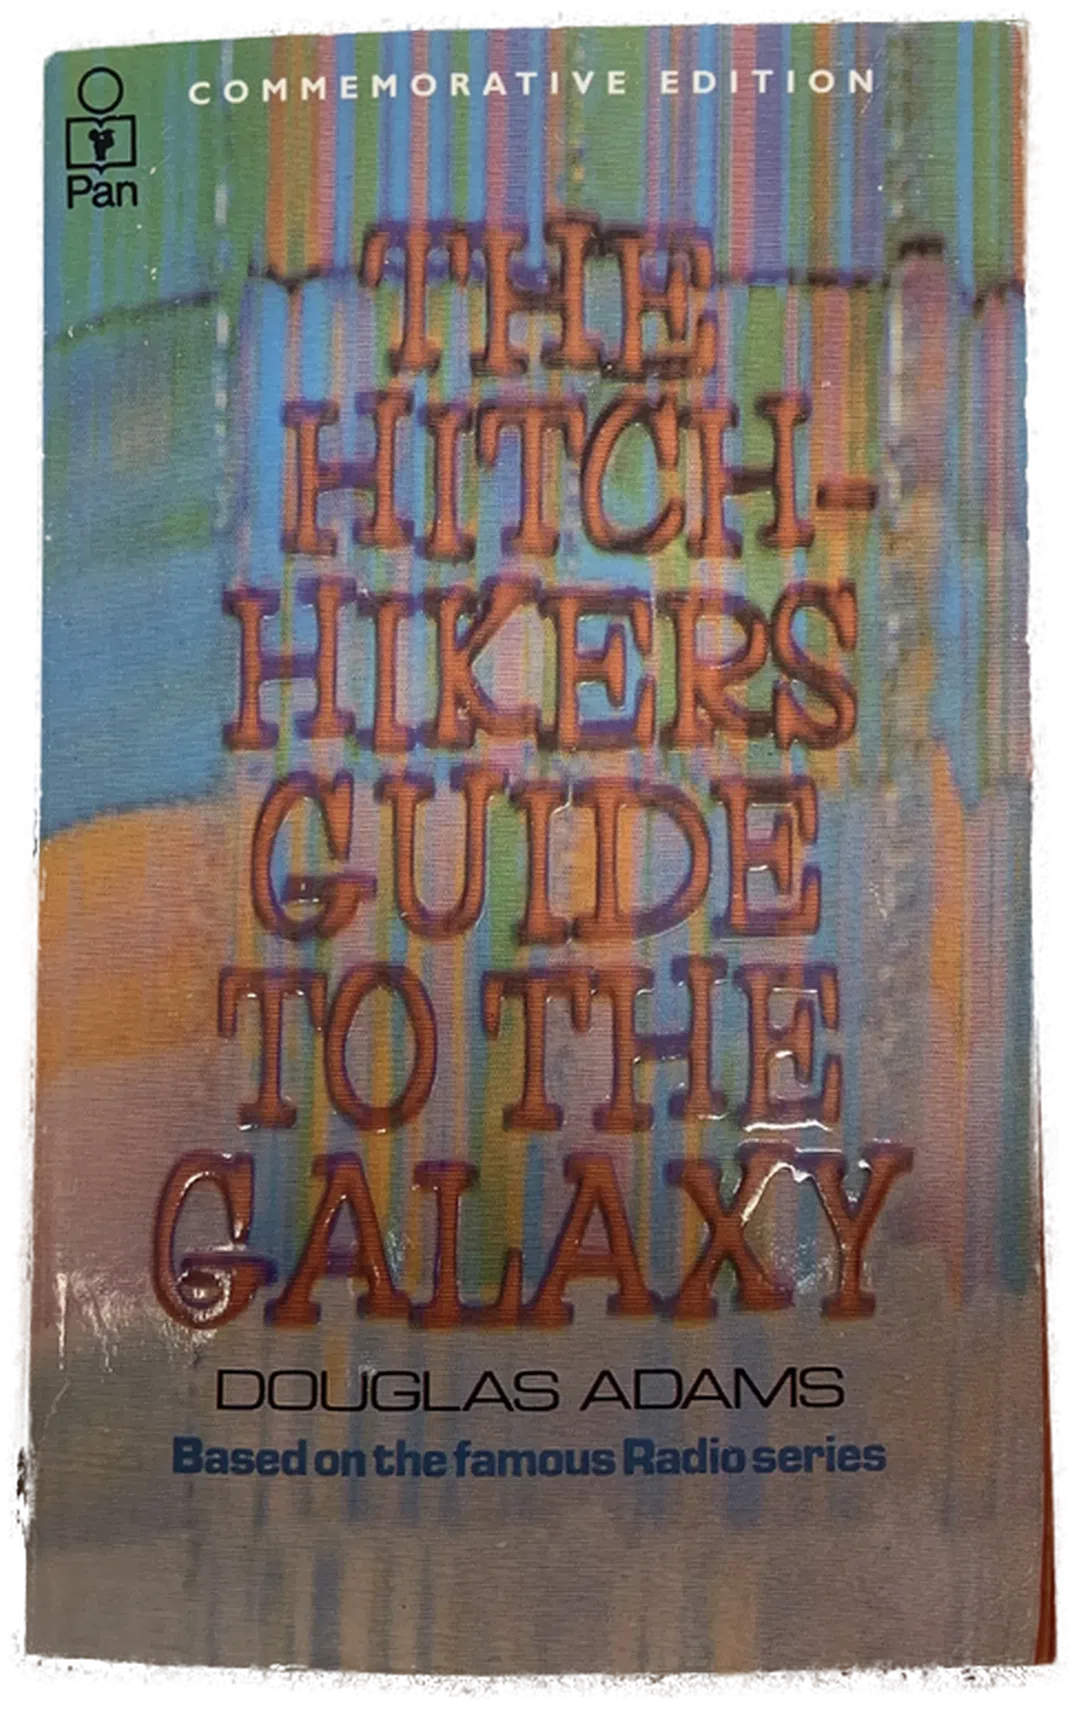 COMMEMORATIVE EDITION
Pan
THE
HITCH-
HIKERS
GUIDE
TO THE
GALAXY
DOUGLAS ADAMS
Based on the famous Radio series